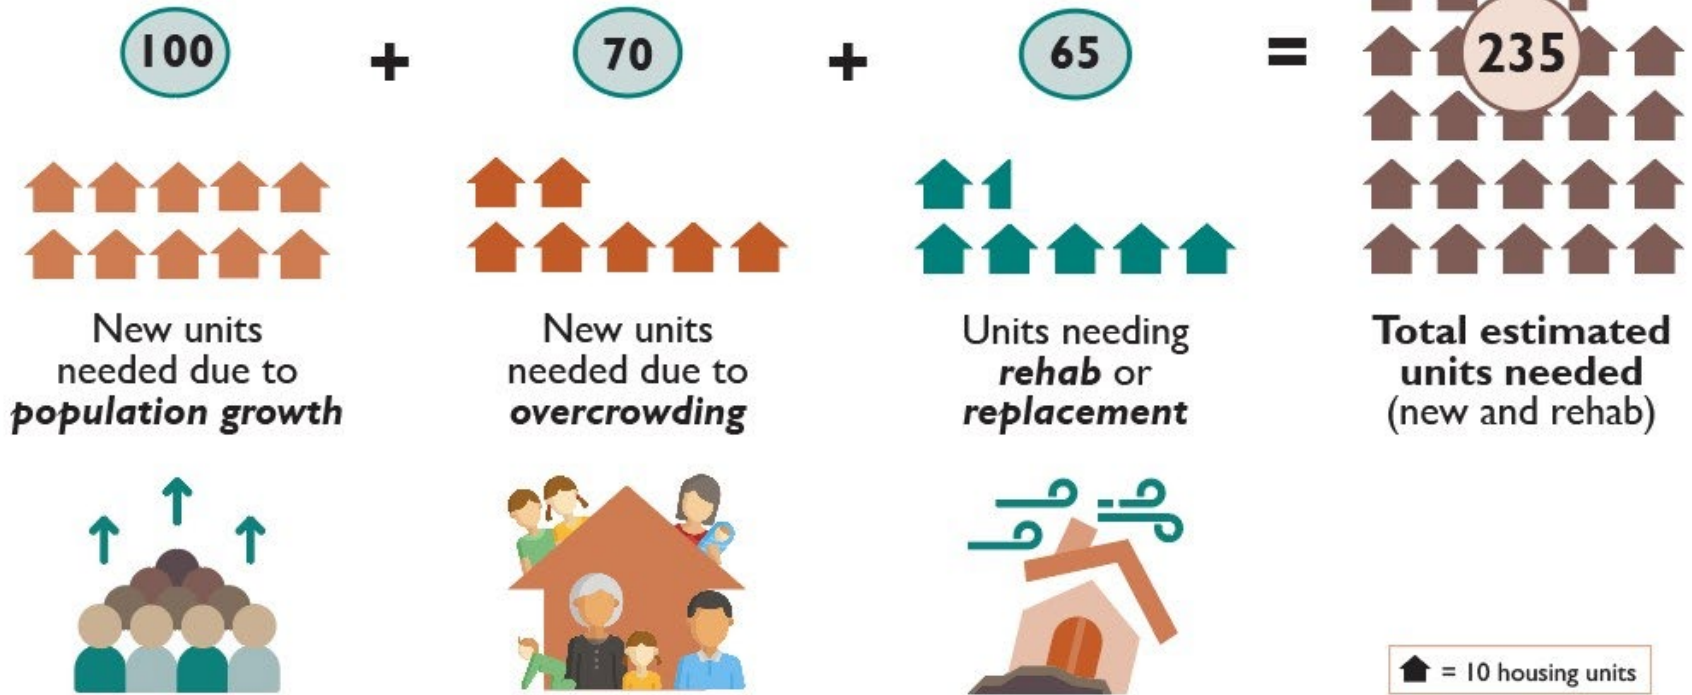 100 + 70 + 65 = 235
New units
needed due to
population growth
New units
needed due to
overcrowding
Units needing
rehab or
replacement
Total estimated
units needed
(new and rehab)
= 10 housing units